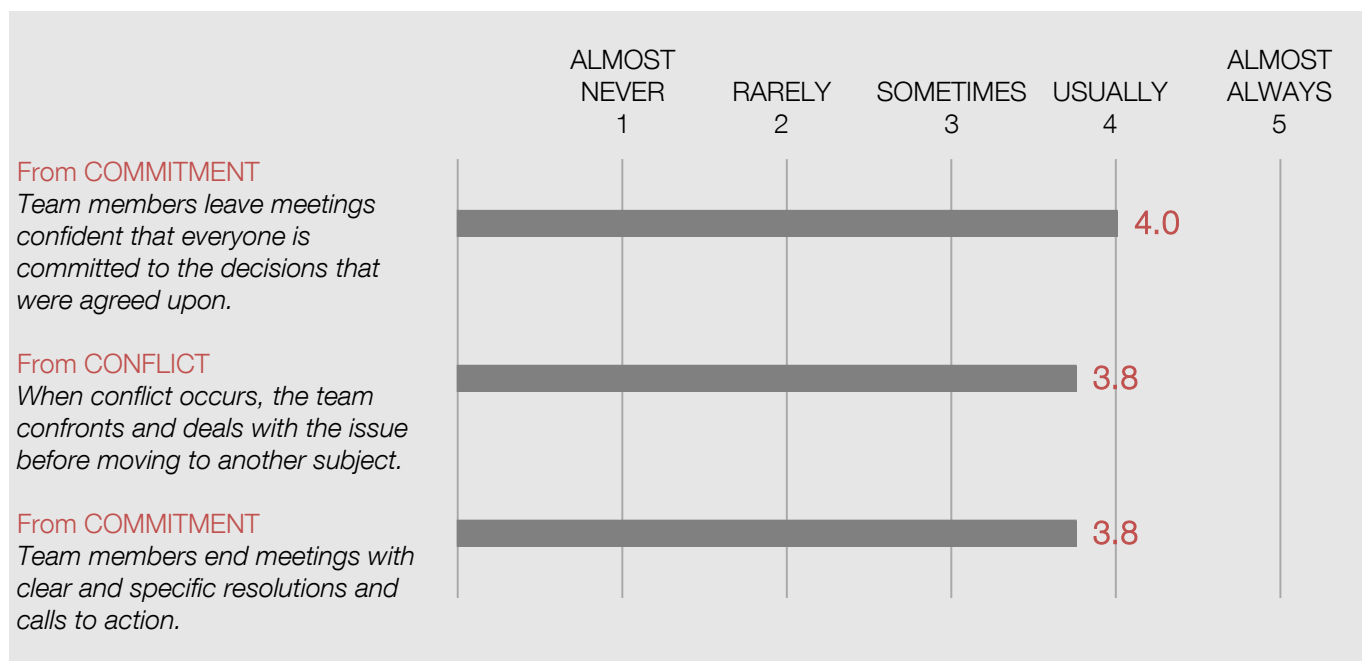 ALMOST NEVER 1
RARELY 2
SOMETIMES 3
USUALLY 4
ALMOST ALWAYS 5
From COMMITMENT
Team members leave meetings
confident that everyone is
committed to the decisions that
were agreed upon.
4.0
From CONFLICT
When conflict occurs, the team
confronts and deals with the issue
before moving to another subject.
3.8
From COMMITMENT
Team members end meetings with
clear and specific resolutions and
calls to action.
3.8